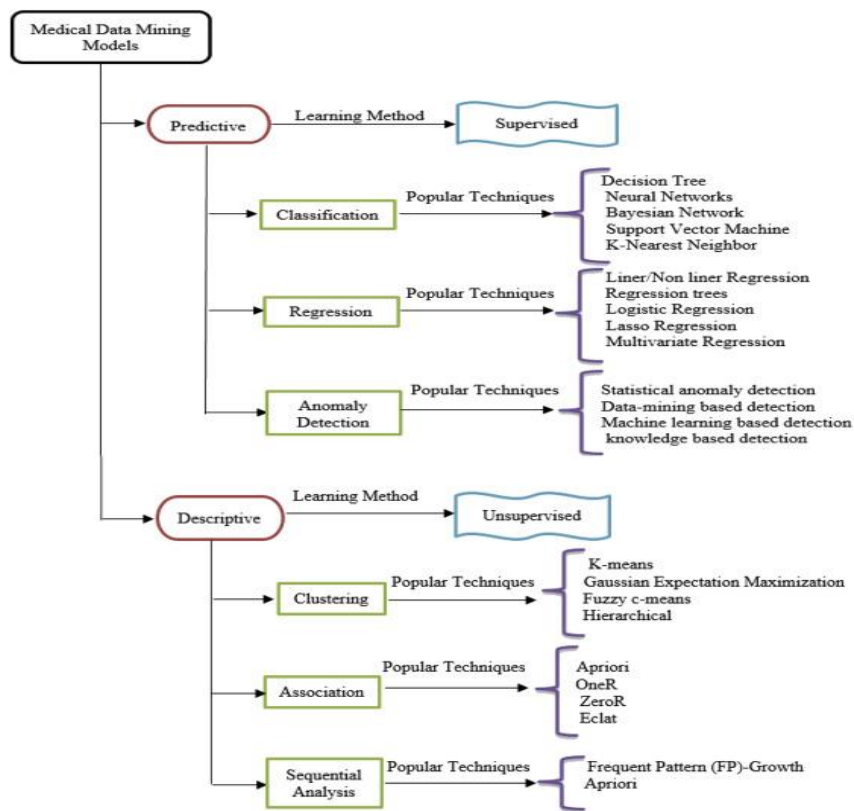 Medical Data Mining
Models
Learning Method
Predictive
Supervised
Classification
Popular Techniques
Decision Tree
Neural Networks
Bayesian Network
Support Vector Machine
K-Nearest Neighbor
Regression
Popular Techniques
Liner/Non liner Regression
Regression trees
Logistic Regression
Lasso Regression
Multivariate Regression
Anomaly
Detection
Popular Techniques
Statistical anomaly detection
Data-mining based detection
Machine learning based detection
knowledge based detection
Learning Method
Descriptive
Unsupervised
Clustering
Popular Techniques
K-means
Gaussian Expectation Maximization
Fuzzy c-means
Hierarchical
Association
Popular Techniques
Apriori
OneR
ZeroR
Eclat
Sequential
Analysis
Popular Techniques
Frequent Pattern (FP)-Growth
Apriori